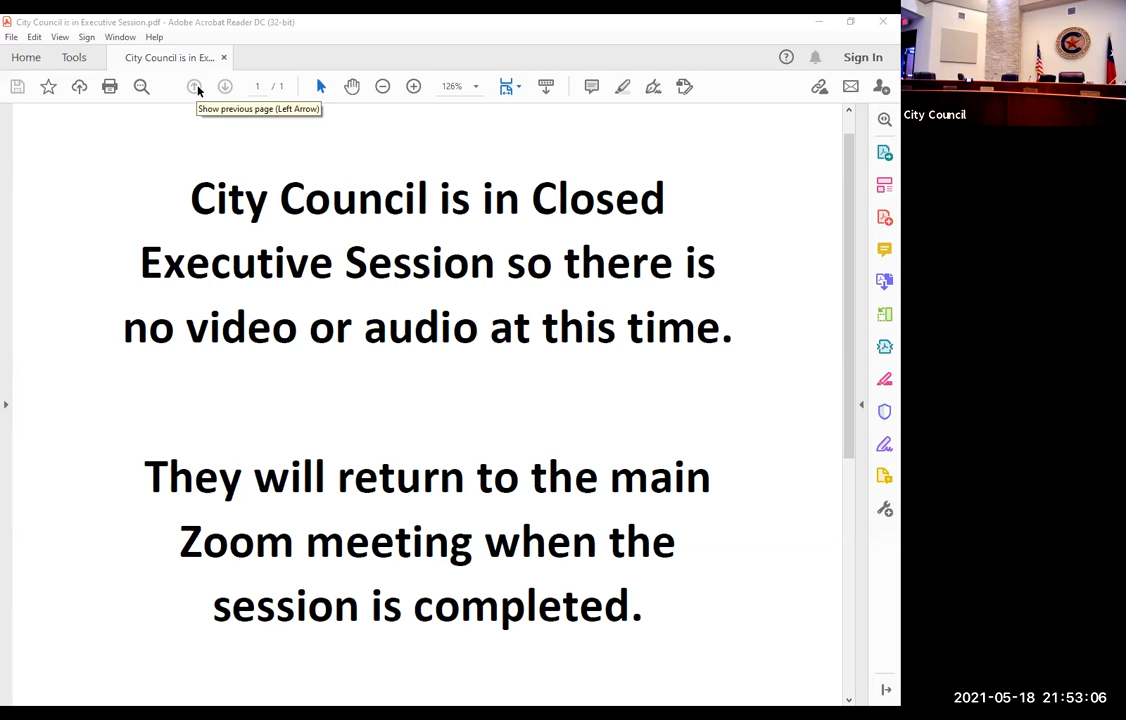 City Council is in Executive Session.pdf - Adobe Acrobat Reader DC (32-bit)
File Edit View Sign Window Help
Home Tools City Council is in Ex... × Sign In
1 / 1 126%
Show previous page (Left Arrow)
City Council is in Closed
Executive Session so there is
no video or audio at this time.
They will return to the main
Zoom meeting when the
session is completed.
City Council
2021-05-18 21:53:06